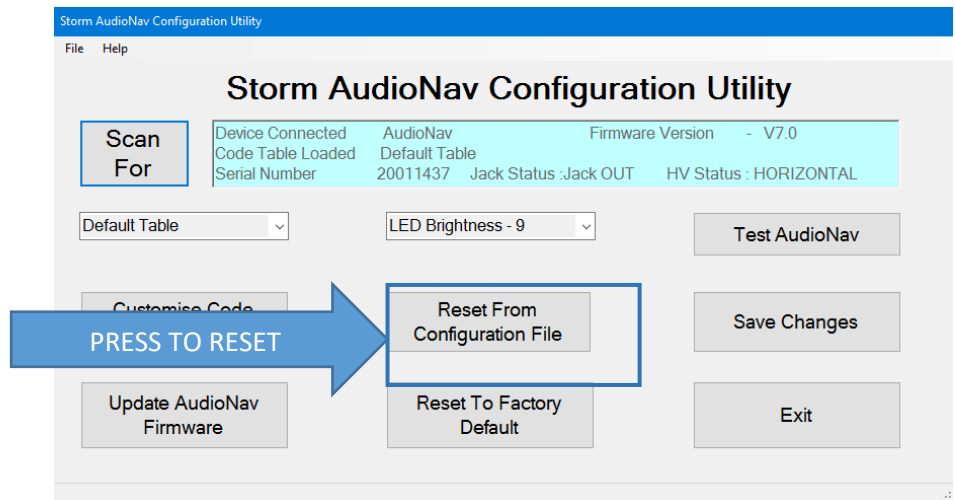 Storm AudioNav Configuration Utility
File Help
Storm AudioNav Configuration Utility
Scan
For
Device Connected AudioNav Firmware Version - V7.0
Code Table Loaded Default Table
Serial Number 20011437 Jack Status :Jack OUT HV Status : HORIZONTAL
Default Table
LED Brightness - 9
Test AudioNav
Customise Code
PRESS TO RESET
Reset From
Configuration File
Save Changes
Update AudioNav
Firmware
Reset To Factory
Default
Exit